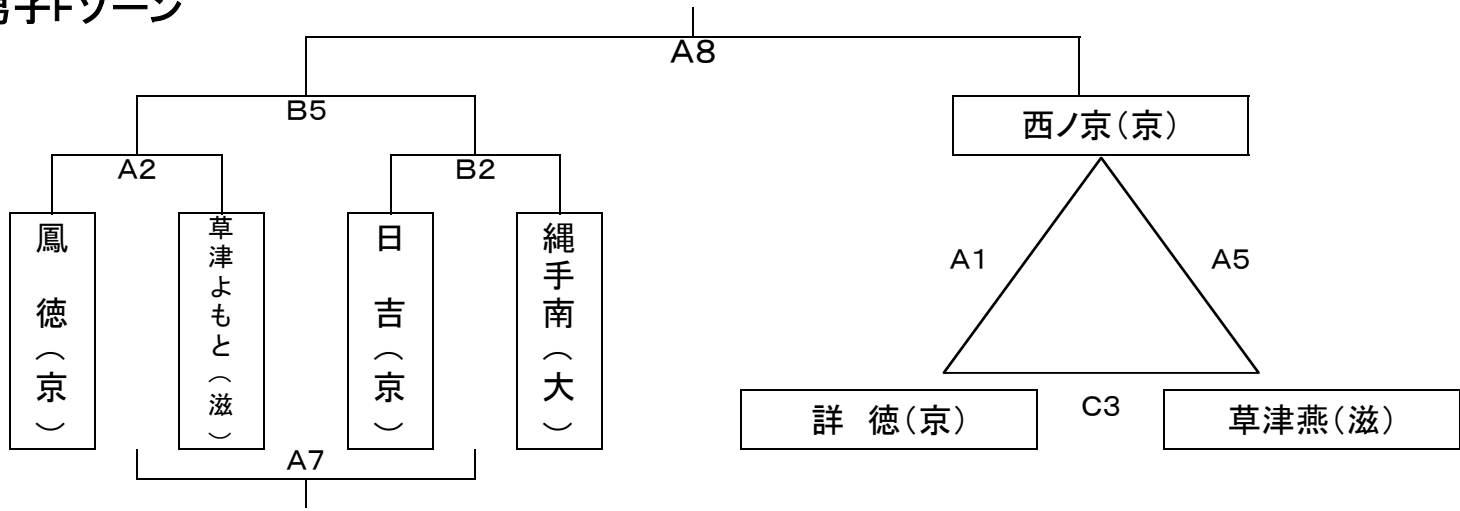 男子Fゾーン
A8
B5
西ノ京(京)
A2
B2
鳳 徳(京)
草津よもと(滋)
日 吉(京)
縄手南(大)
A1
A5
詳 徳(京)
C3
草津燕(滋)
A7